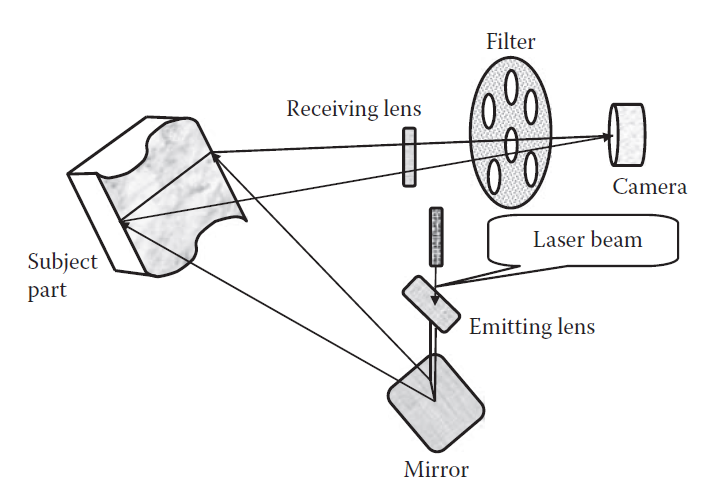 Filter
Receiving lens
Camera
Laser beam
Subject
part
Emitting lens
Mirror